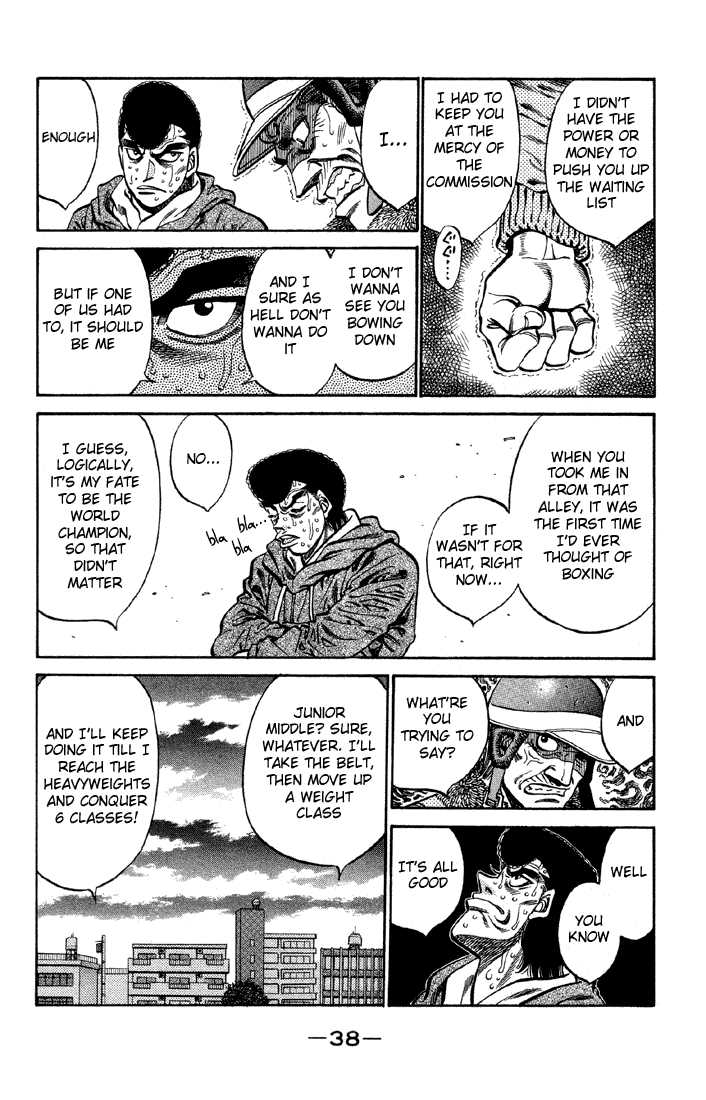 I DIDN'T
HAVE THE
POWER OR
MONEY TO
PUSH YOU UP
THE WAITING
LIST
I HAD TO
KEEP YOU
AT THE
MERCY OF
THE
COMMISSION
I...
ENOUGH
I DON'T
WANNA
SEE YOU
BOWING
DOWN
AND I
SURE AS
HELL DON'T
WANNA DO
IT
BUT IF ONE
OF US HAD
TO, IT SHOULD
BE ME
WHEN YOU
TOOK ME IN
FROM THAT
ALLEY, IT WAS
THE FIRST TIME
I'D EVER
THOUGHT OF
BOXING
IF IT
WASN'T FOR
THAT, RIGHT
NOW...
NO...
bla bla...
bla
I GUESS,
LOGICALLY,
IT'S MY FATE
TO BE THE
WORLD
CHAMPION,
SO THAT
DIDN'T
MATTER
AND
WHAT'RE
YOU
TRYING TO
SAY?
WELL
YOU
KNOW
IT'S ALL
GOOD
JUNIOR
MIDDLE? SURE,
WHATEVER. I'LL
TAKE THE BELT,
THEN MOVE UP
A WEIGHT
CLASS
AND I'LL KEEP
DOING IT TILL I
REACH THE
HEAVYWEIGHTS
AND CONQUER
6 CLASSES!
—38—